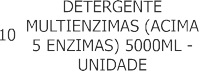 DETERGENTE
MULTIENZIMAS (ACIMA
10 5 ENZIMAS) 5000ML -
UNIDADE